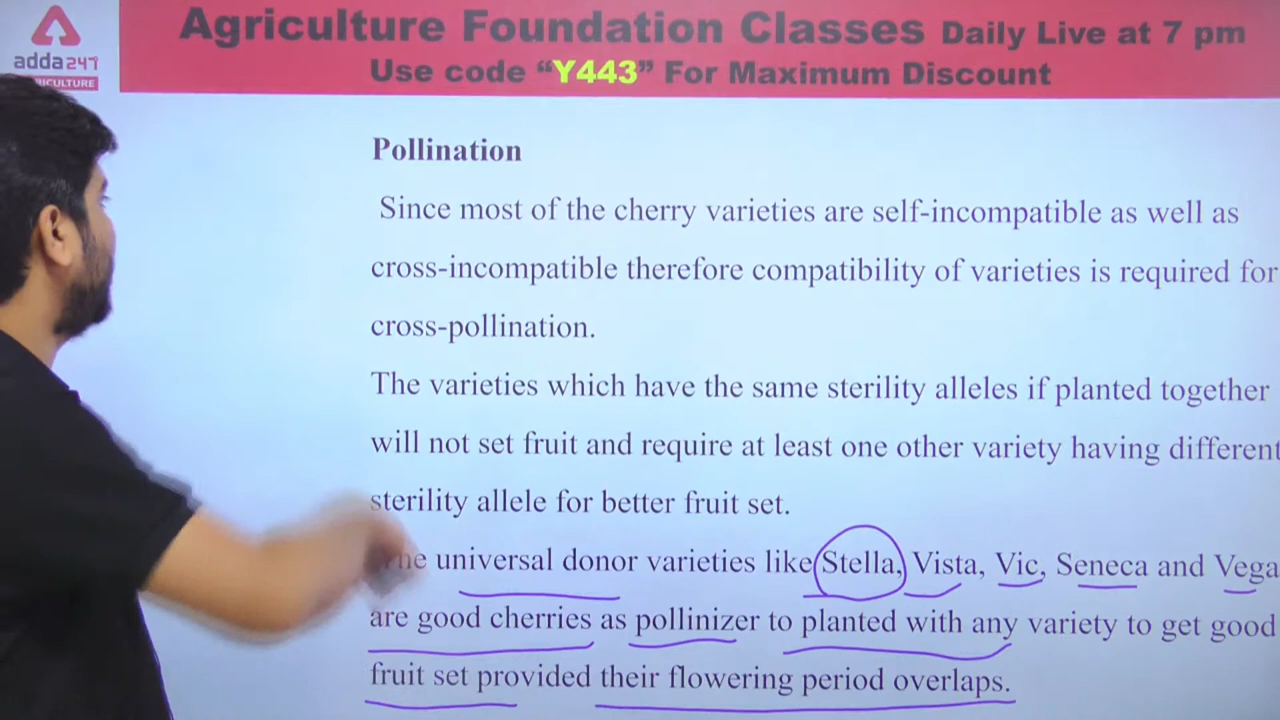 Agriculture Foundation Classes Daily Live at 7 pm
Use code “Y443” For Maximum Discount
adda247
RICULTURE
Pollination
Since most of the cherry varieties are self-incompatible as well as
cross-incompatible therefore compatibility of varieties is required for
cross-pollination.
The varieties which have the same sterility alleles if planted together
will not set fruit and require at least one other variety having different
sterility allele for better fruit set.
The universal donor varieties like Stella, Vista, Vic, Seneca and Vega
are good cherries as pollinizer to planted with any variety to get good
fruit set provided their flowering period overlaps.